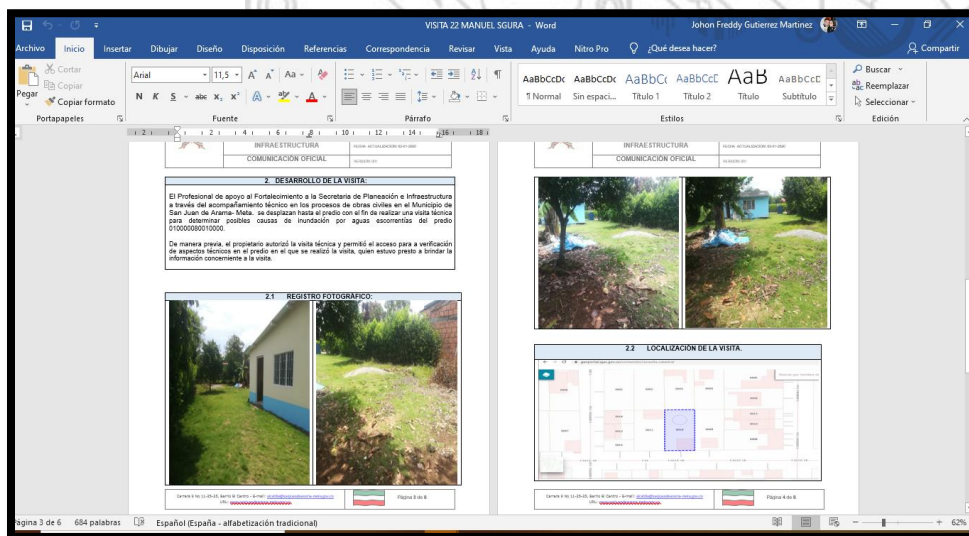 VISITA 22 MANUEL SGURA - Word
Johon Freddy Gutierrez Martinez
Archivo Inicio Insertar Dibujar Diseño Disposición Referencias Correspondencia Revisar Vista Ayuda Nitro Pro ¿Qué desea hacer? Compartir
Pegar
Cortar
Copiar
Copiar formato
Portapapeles
Arial 11,5
N K S abc X₂ X²
Fuente
Párrafo
AaBbCcDc AaBbCcDc AaBbCc AaBbCcD AaB AaBbCcD
¶ Normal Sin espaci... Título 1 Título 2 Título Subtítulo
Estilos
Buscar
Reemplazar
Seleccionar
Edición
INFRAESTRUCTURA
COMUNICACIÓN OFICIAL
2. DESARROLLO DE LA VISITA:
El Profesional de apoyo al Fortalecimiento a la Secretaria de Planeación e Infraestructura
a través del acompañamiento técnico en los procesos de obras civiles en el Municipio de
San Juan de Arama- Meta. se desplazan hasta el predio con el fin de realizar una visita técnica
para determinar posibles causas de inundación por aguas escorrentías del predio
010000080010000.
De manera previa, el propietario autorizó la visita técnica y permitió el acceso para a verificación
de aspectos técnicos en el predio en el que se realizó la visita, quien estuvo presto a brindar la
información concerniente a la visita.
2.1 REGISTRO FOTOGRÁFICO:
Página 3 de 6
INFRAESTRUCTURA
COMUNICACIÓN OFICIAL
2.2 LOCALIZACIÓN DE LA VISITA.
Página 4 de 6
Página 3 de 6 684 palabras Español (España - alfabetización tradicional)
62%